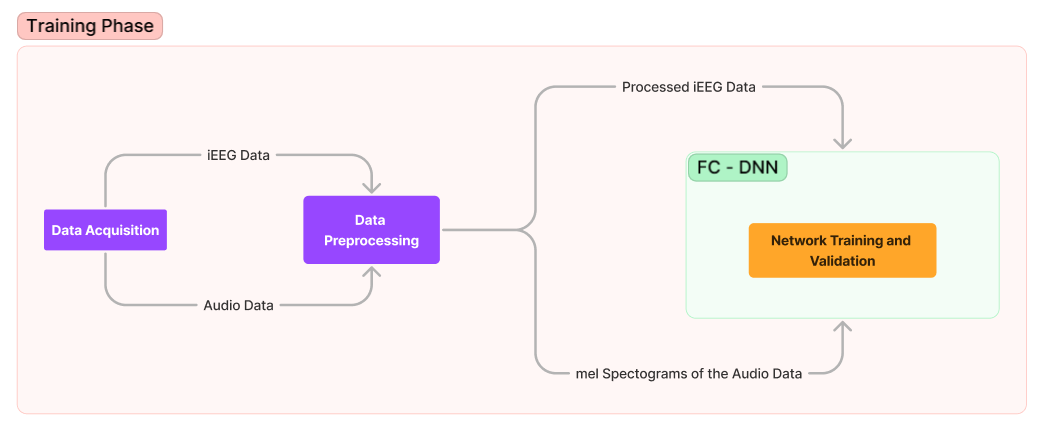 Training Phase
Processed iEEG Data
iEEG Data
FC - DNN
Data Acquisition
Data
Preprocessing
Network Training and
Validation
Audio Data
mel Spectograms of the Audio Data